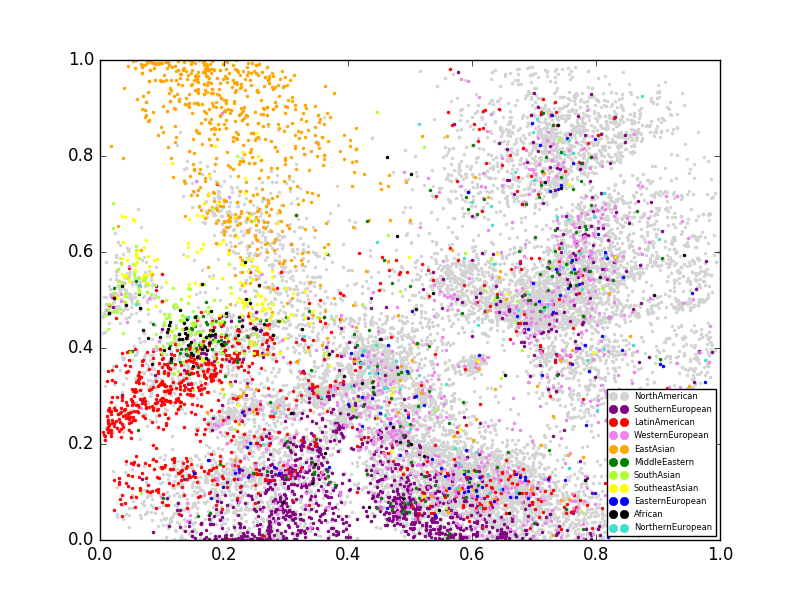 1.0
0.8
0.6
0.4
0.2
0.0
0.0 0.2 0.4 0.6 0.8 1.0
NorthAmerican
SouthernEuropean
LatinAmerican
WesternEuropean
EastAsian
MiddleEastern
SouthAsian
SoutheastAsian
EasternEuropean
African
NorthernEuropean